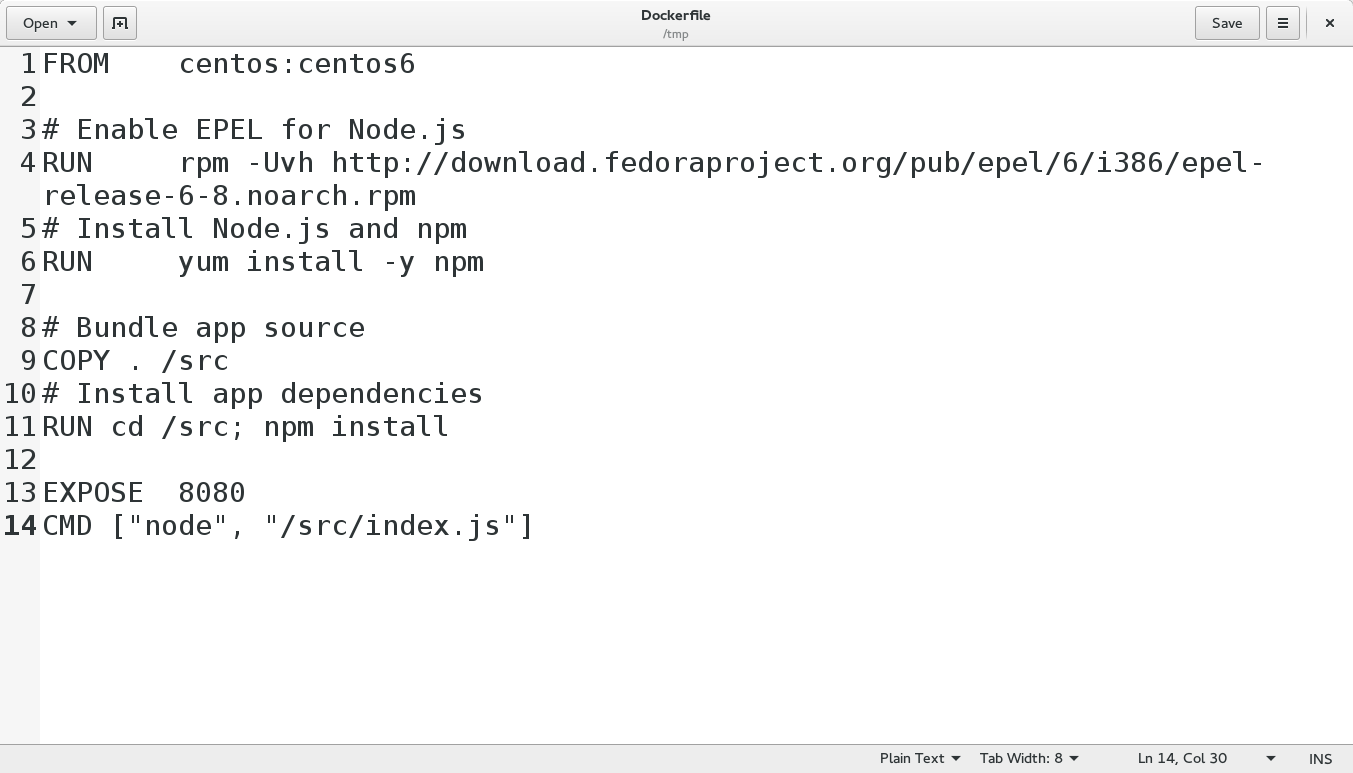 Open
Dockerfile
/tmp
Save
1 FROM    centos:centos6
2
3 # Enable EPEL for Node.js
4 RUN     rpm -Uvh http://download.fedoraproject.org/pub/epel/6/i386/epel-
release-6-8.noarch.rpm
5 # Install Node.js and npm
6 RUN     yum install -y npm
7
8 # Bundle app source
9 COPY . /src
10 # Install app dependencies
11 RUN cd /src; npm install
12
13 EXPOSE  8080
14 CMD ["node", "/src/index.js"]
Plain Text Tab Width: 8 Ln 14, Col 30 INS